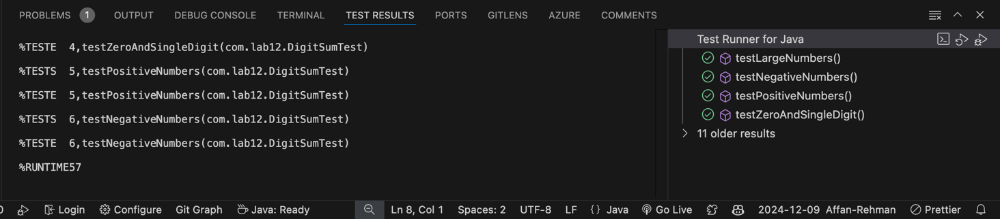 PROBLEMS 1 OUTPUT DEBUG CONSOLE TERMINAL TEST RESULTS PORTS GITLENS AZURE COMMENTS
%TESTE  4,testZeroAndSingleDigit(com.lab12.DigitSumTest)
%TESTS  5,testPositiveNumbers(com.lab12.DigitSumTest)
%TESTE  5,testPositiveNumbers(com.lab12.DigitSumTest)
%TESTS  6,testNegativeNumbers(com.lab12.DigitSumTest)
%TESTE  6,testNegativeNumbers(com.lab12.DigitSumTest)
%RUNTIME57
Test Runner for Java
testLargeNumbers()
testNegativeNumbers()
testPositiveNumbers()
testZeroAndSingleDigit()
11 older results
0 Login Configure Git Graph Java: Ready Ln 8, Col 1 Spaces: 2 UTF-8 LF {} Java Go Live 2024-12-09 Affan-Rehman Prettier